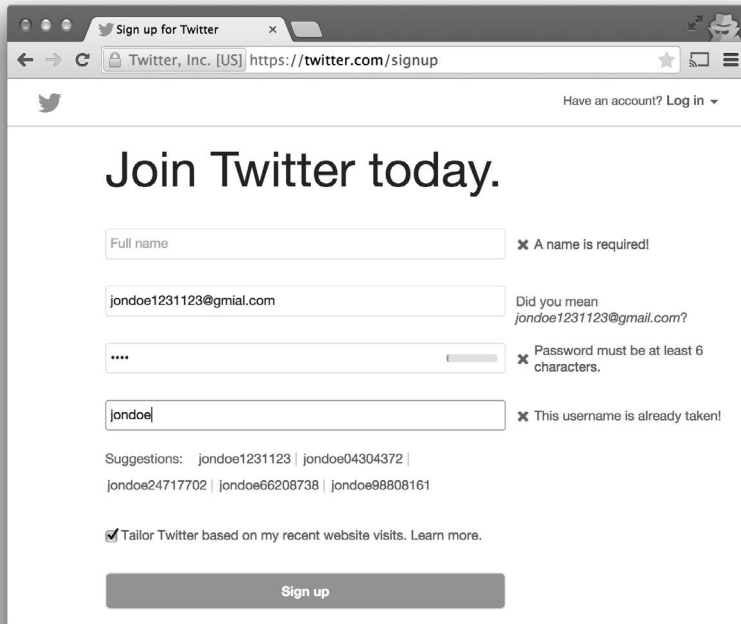 Sign up for Twitter
Twitter, Inc. [US] https://twitter.com/signup
Have an account? Log in
Join Twitter today.
Full name
A name is required!
jondoe1231123@gmial.com
Did you mean
jondoe1231123@gmail.com?
••••
Password must be at least 6
characters.
jondoe
This username is already taken!
Suggestions: jondoe1231123 | jondoe04304372 |
jondoe24717702 | jondoe66208738 | jondoe98808161
Tailor Twitter based on my recent website visits. Learn more.
Sign up